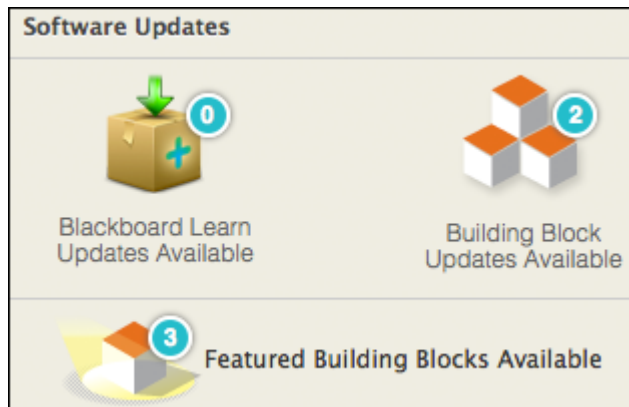 Software Updates
0
Blackboard Learn
Updates Available
2
Building Block
Updates Available
3
Featured Building Blocks Available